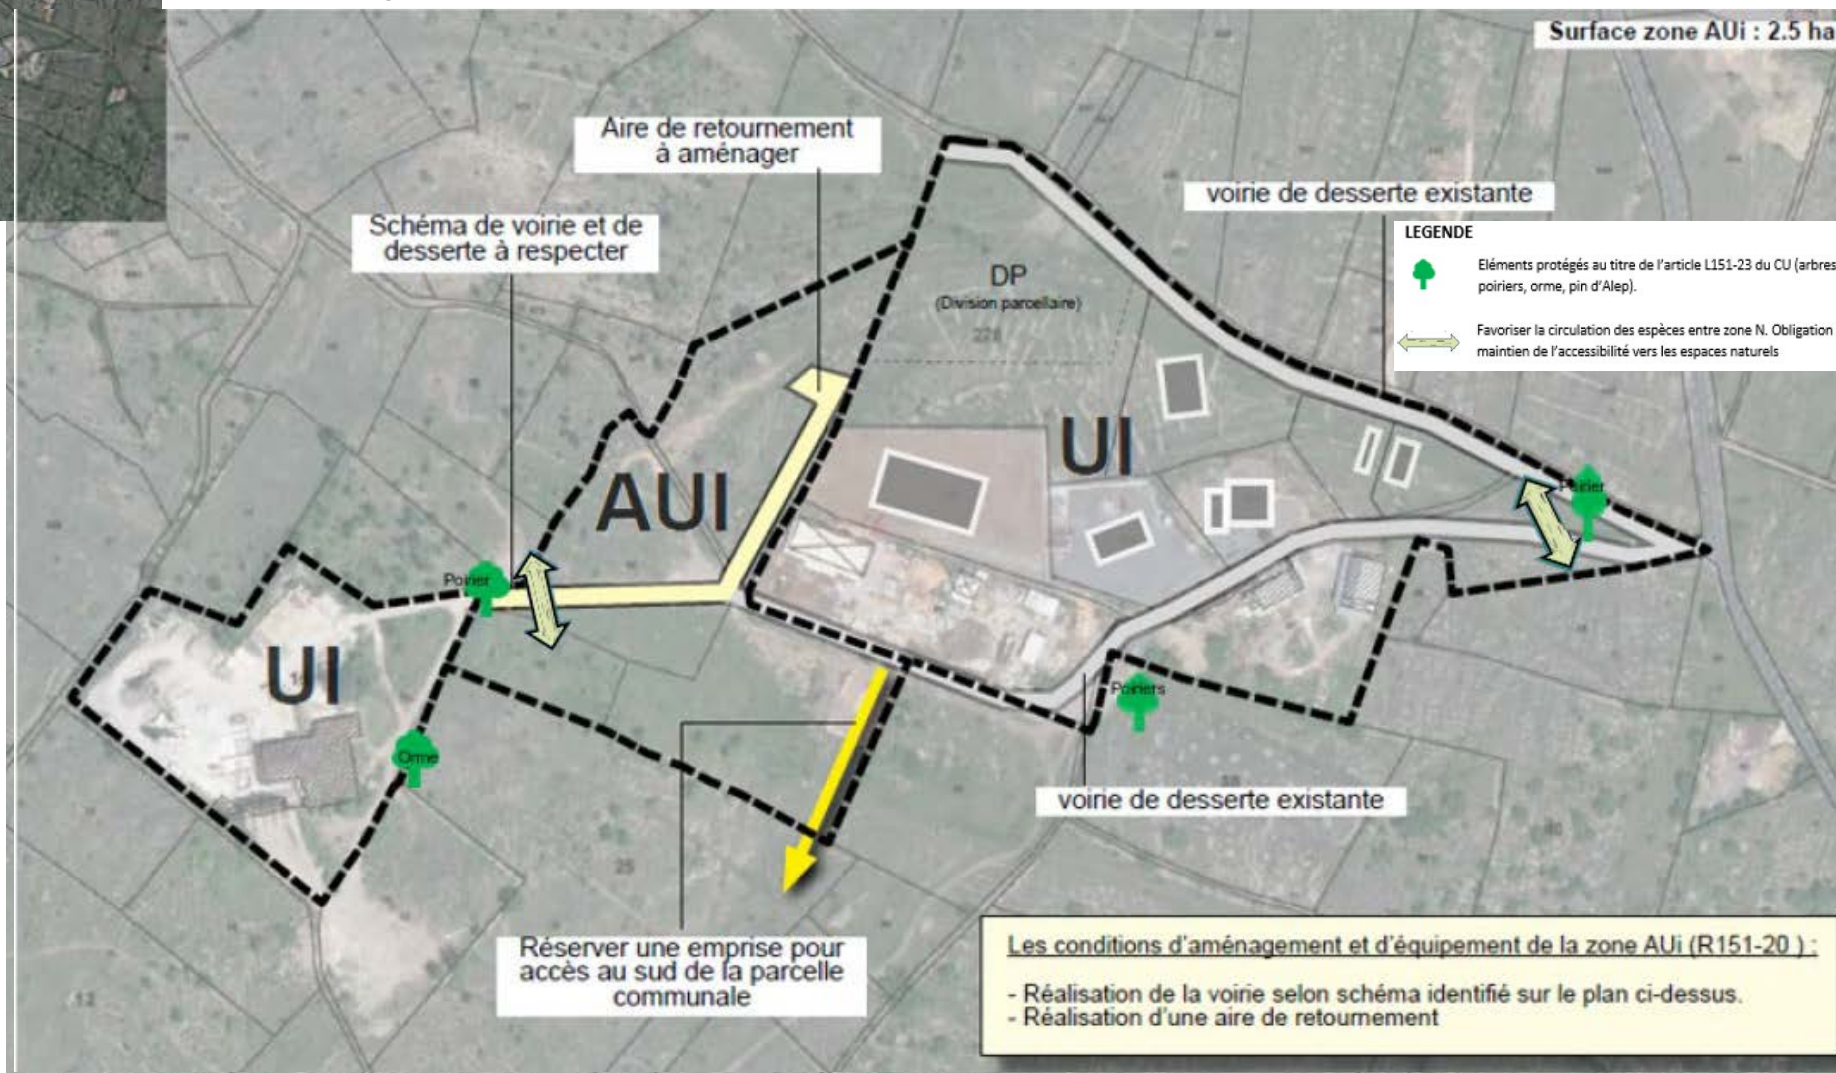 Surface zone AUi : 2.5 ha
Aire de retournement
à aménager
voirie de desserte existante
Schéma de voirie et de
desserte à respecter
LEGENDE
Eléments protégés au titre de l'article L151-23 du CU (arbres
poiriers, orme, pin d'Alep).
Favoriser la circulation des espèces entre zone N. Obligation
maintien de l'accessibilité vers les espaces naturels
DP
(Division parcellaire)
226
UI
AUI
Poirier
Poirier
UI
Poiriers
Orme
voirie de desserte existante
25
13
Réserver une emprise pour
accès au sud de la parcelle
communale
Les conditions d'aménagement et d'équipement de la zone AUi (R151-20 ) :
- Réalisation de la voirie selon schéma identifié sur le plan ci-dessus.
- Réalisation d'une aire de retournement